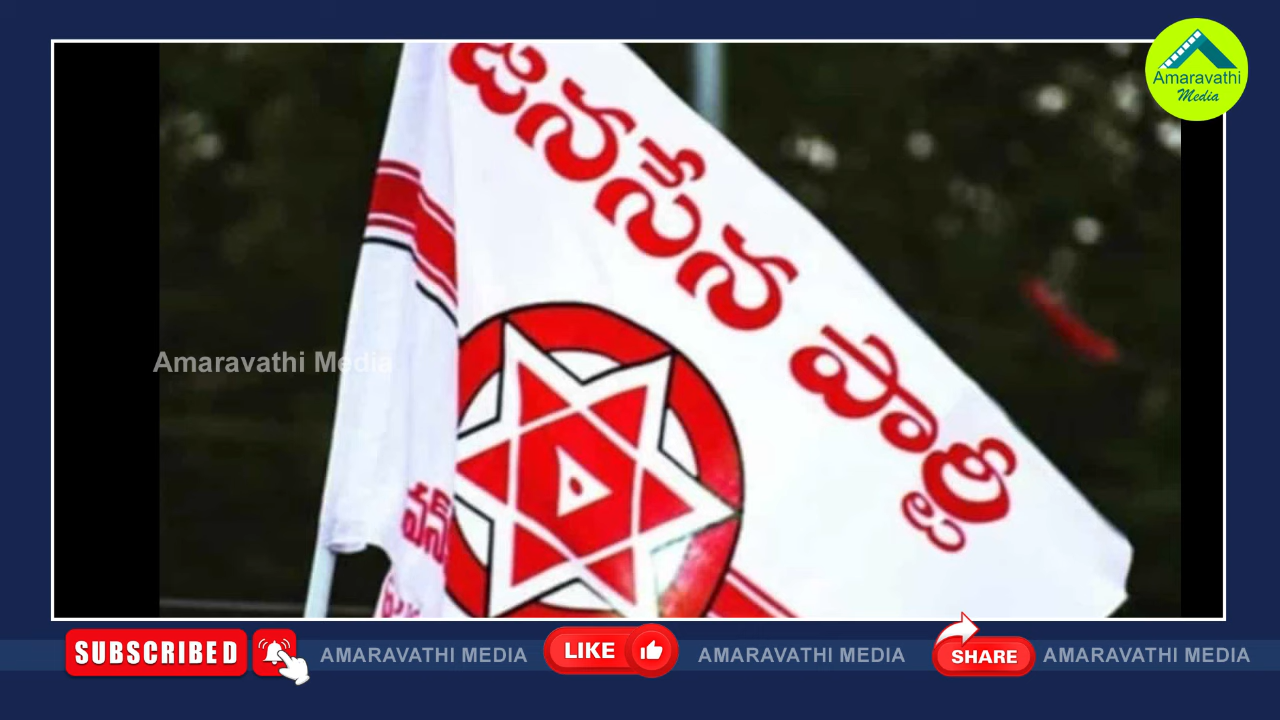 Amaravathi
Media
జనసేన పార్టీ
Amaravathi Media
SUBSCRIBED
AMARAVATHI MEDIA
LIKE
AMARAVATHI MEDIA
SHARE
AMARAVATHI MEDIA